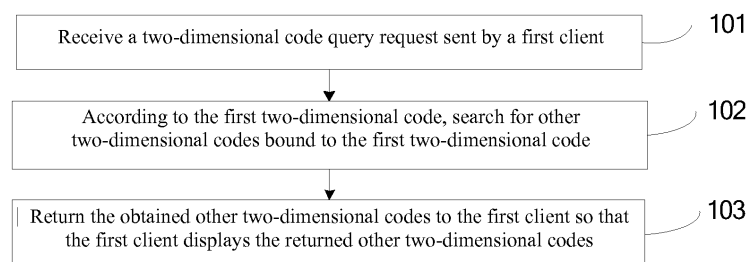 Receive a two-dimensional code query request sent by a first client
101
According to the first two-dimensional code, search for other
two-dimensional codes bound to the first two-dimensional code
102
Return the obtained other two-dimensional codes to the first client so that
the first client displays the returned other two-dimensional codes
103